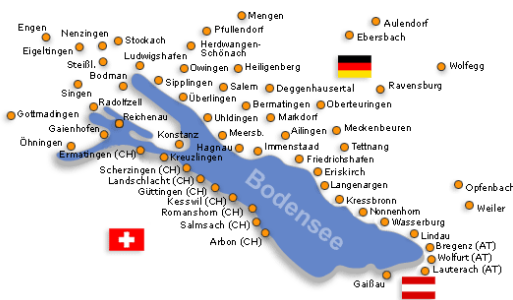 Mengen
Aulendorf
Engen
Nenzingen
Pfullendorf
Ebersbach
Stockach
Eigeltingen
Herdwangen-
Schönach
Steißl.
Ludwigshafen
Owingen
Heiligenberg
Wolfegg
Bodman
Sipplingen
Salem
Deggenhausertal
Ravensburg
Singen
Radolfzell
Überlingen
Bermatingen
Oberteuringen
Gottmadingen
Reichenau
Uhldingen
Markdorf
Gaienhofen
Konstanz
Meersb.
Ailingen
Meckenbeuren
Öhningen
Hagnau
Immenstaad
Tettnang
Ermatingen (CH)
Kreuzlingen
Friedrichshafen
Scherzingen (CH)
Eriskirch
Landschlacht (CH)
Bodensee
Langenargen
Opfenbach
Güttingen (CH)
Kesswil (CH)
Kressbronn
Weiler
Romanshorn (CH)
Nonnenhorn
Salmsach (CH)
Wasserburg
Arbon (CH)
Lindau
Bregenz (AT)
Wolfurt (AT)
Lauterach (AT)
Gaißau